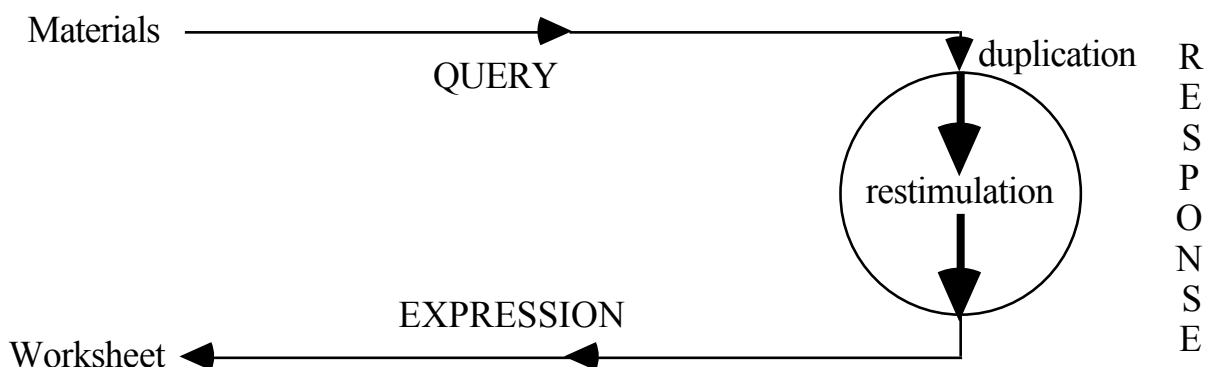 Materials
QUERY
duplication
restimulation
EXPRESSION
Worksheet
R
E
S
P
O
N
S
E